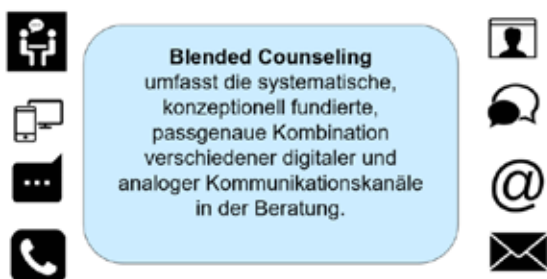 Blended Counseling
umfasst die systematische,
konzeptionell fundierte,
passgenaue Kombination
verschiedener digitaler und
analoger Kommunikationskanäle
in der Beratung.
@